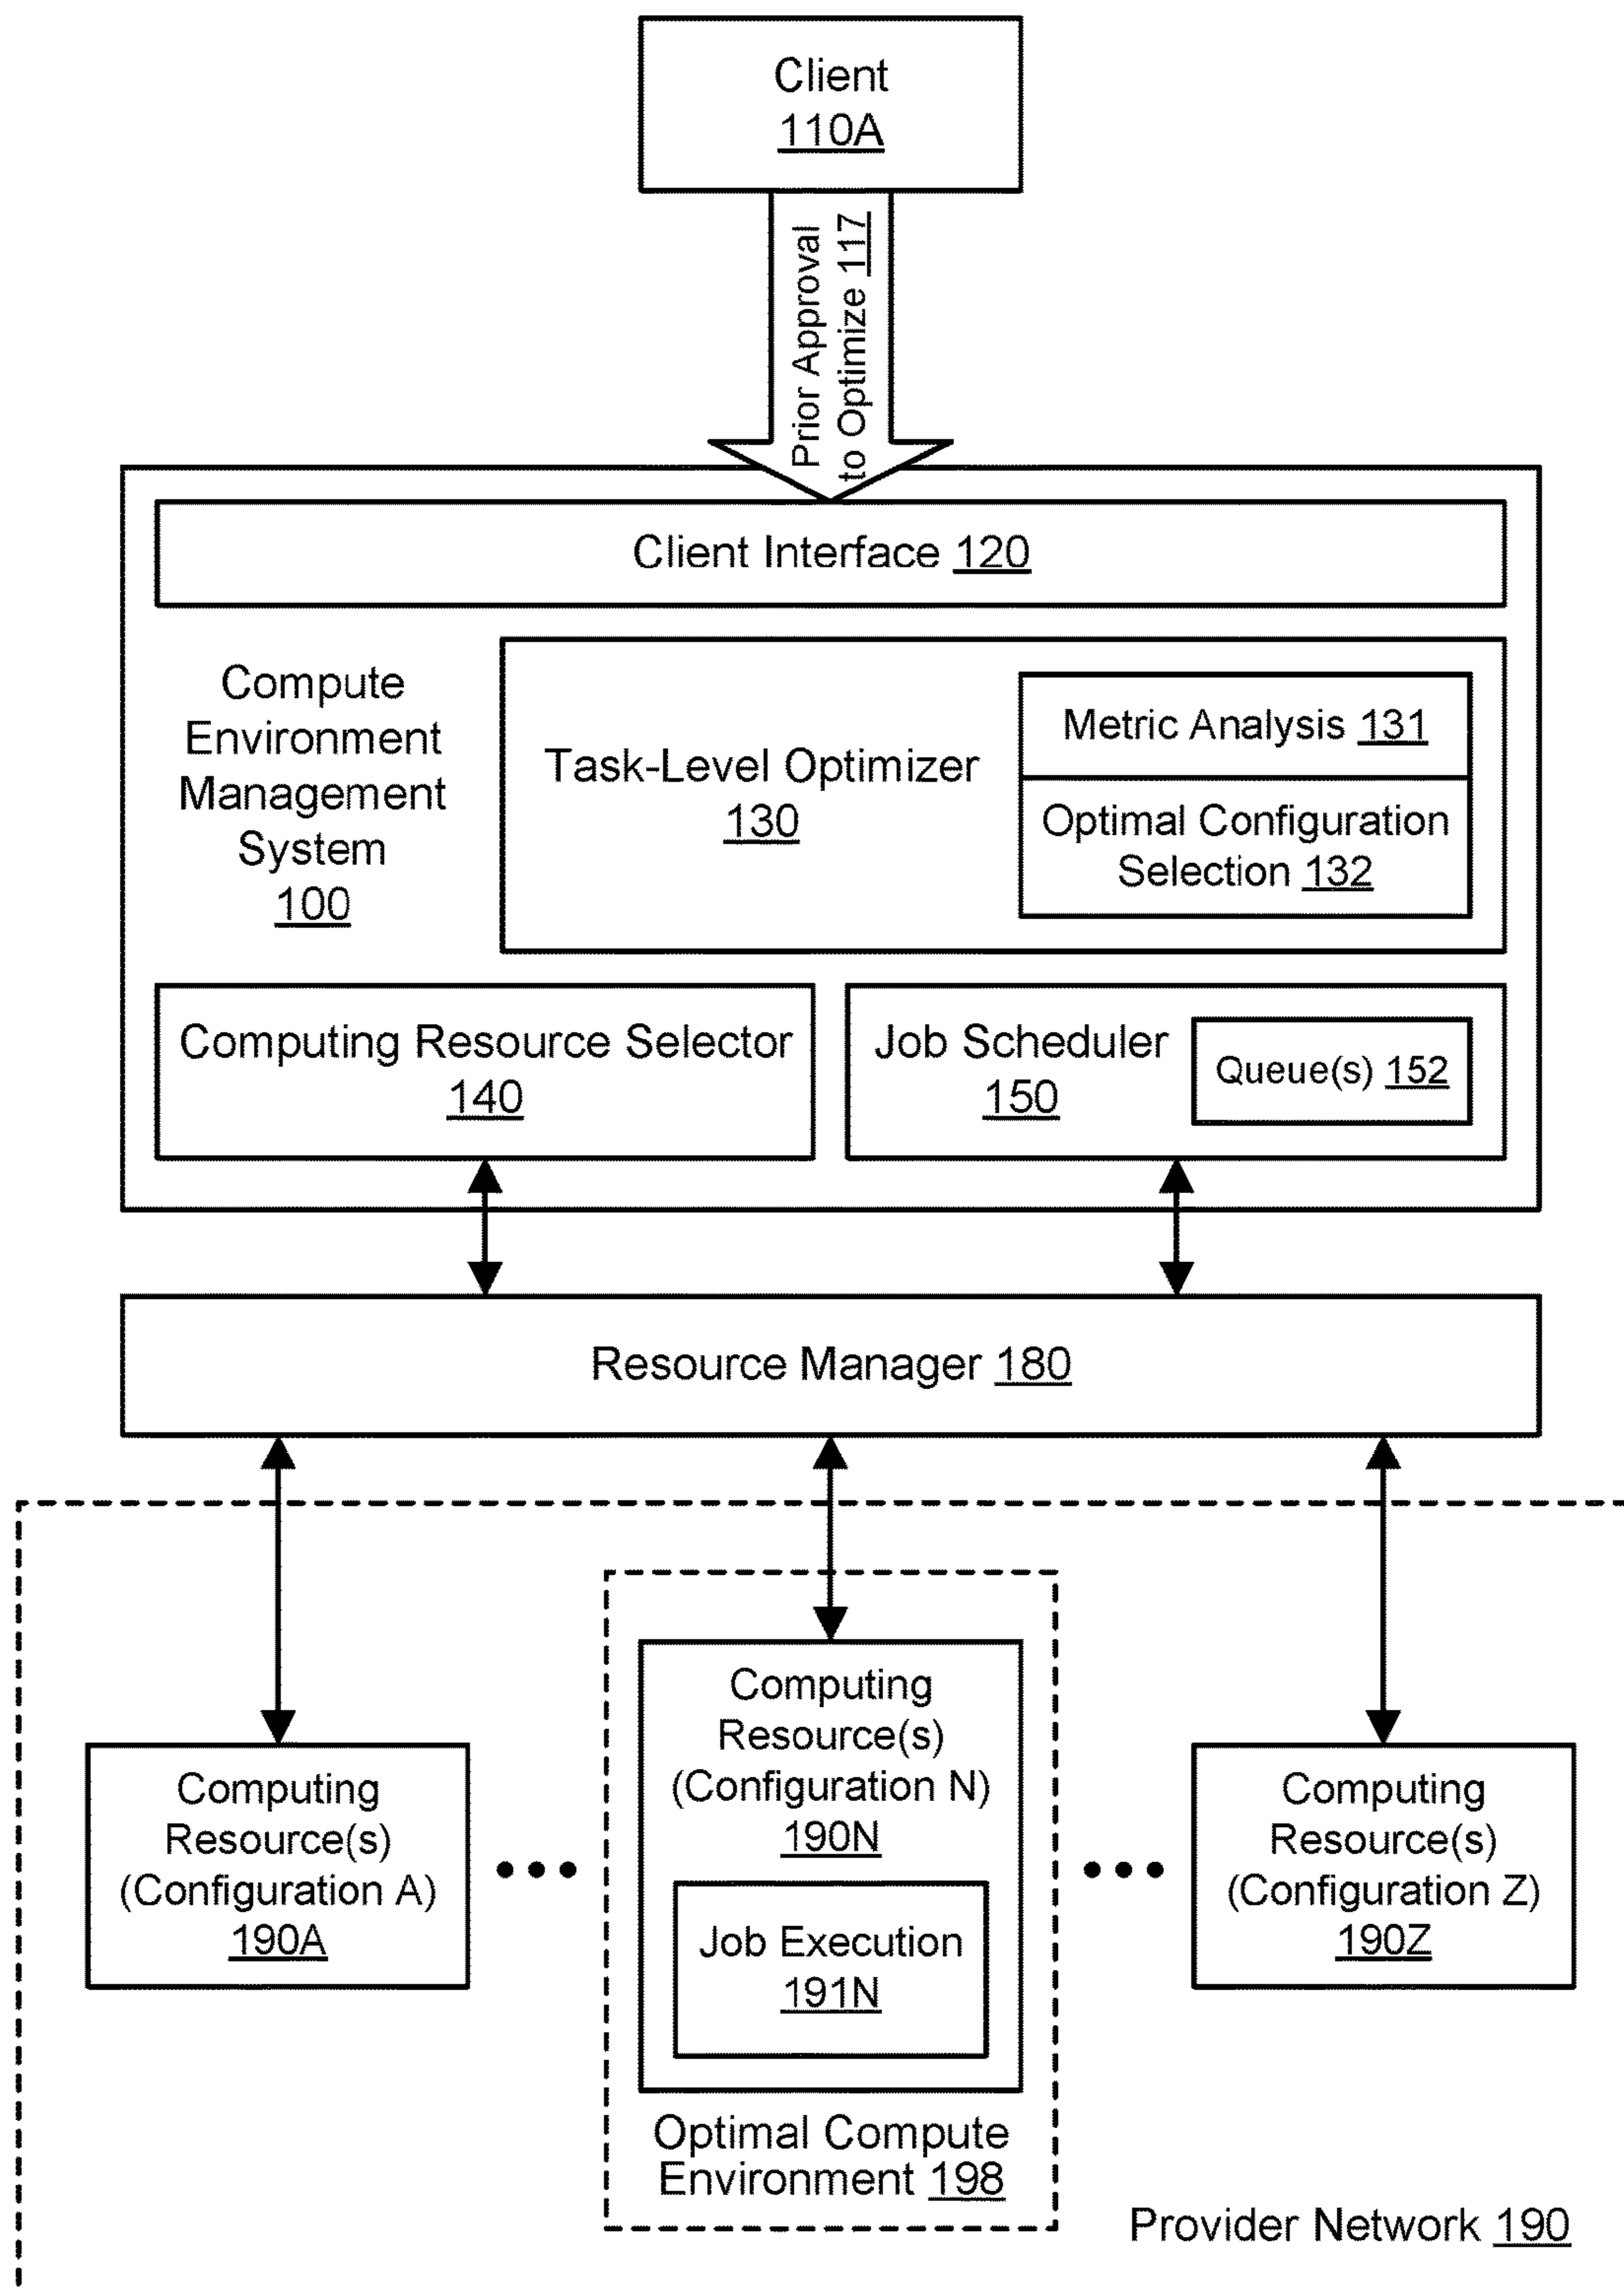 Client
110A
Prior Approval
to Optimize 117
Client Interface 120
Compute
Environment
Management
System
100
Task-Level Optimizer
130
Metric Analysis 131
Optimal Configuration
Selection 132
Computing Resource Selector
140
Job Scheduler
150
Queue(s) 152
Resource Manager 180
Computing
Resource(s)
(Configuration A)
190A
Computing
Resource(s)
(Configuration N)
190N
Job Execution
191N
Optimal Compute
Environment 198
Computing
Resource(s)
(Configuration Z)
190Z
Provider Network 190